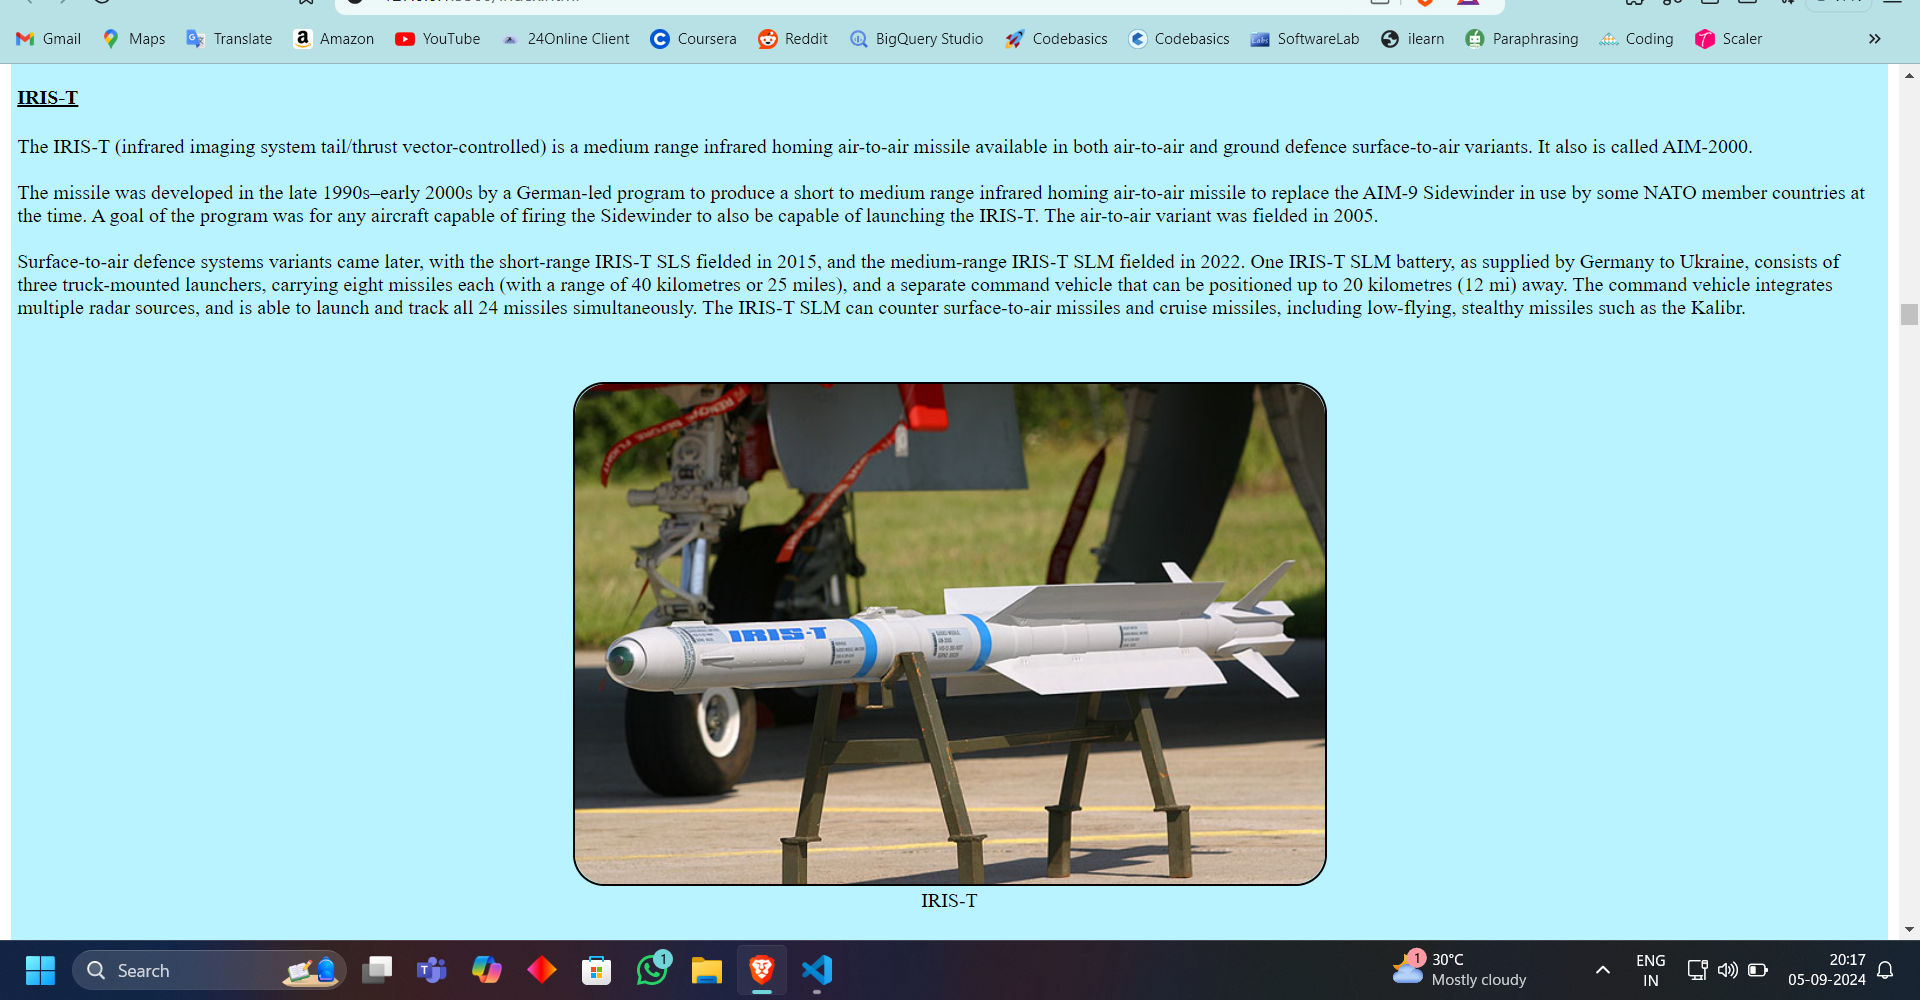 Gmail Maps Translate Amazon YouTube 24Online Client Coursera Reddit BigQuery Studio Codebasics Codebasics SoftwareLab ilearn Paraphrasing Coding Scaler »
IRIS-T
The IRIS-T (infrared imaging system tail/thrust vector-controlled) is a medium range infrared homing air-to-air missile available in both air-to-air and ground defence surface-to-air variants. It also is called AIM-2000.
The missile was developed in the late 1990s–early 2000s by a German-led program to produce a short to medium range infrared homing air-to-air missile to replace the AIM-9 Sidewinder in use by some NATO member countries at
the time. A goal of the program was for any aircraft capable of firing the Sidewinder to also be capable of launching the IRIS-T. The air-to-air variant was fielded in 2005.
Surface-to-air defence systems variants came later, with the short-range IRIS-T SLS fielded in 2015, and the medium-range IRIS-T SLM fielded in 2022. One IRIS-T SLM battery, as supplied by Germany to Ukraine, consists of
three truck-mounted launchers, carrying eight missiles each (with a range of 40 kilometres or 25 miles), and a separate command vehicle that can be positioned up to 20 kilometres (12 mi) away. The command vehicle integrates
multiple radar sources, and is able to launch and track all 24 missiles simultaneously. The IRIS-T SLM can counter surface-to-air missiles and cruise missiles, including low-flying, stealthy missiles such as the Kalibr.
IRIS-T
IRIS-T
Search
1
1
30°C
Mostly cloudy
ENG
IN
20:17
05-09-2024